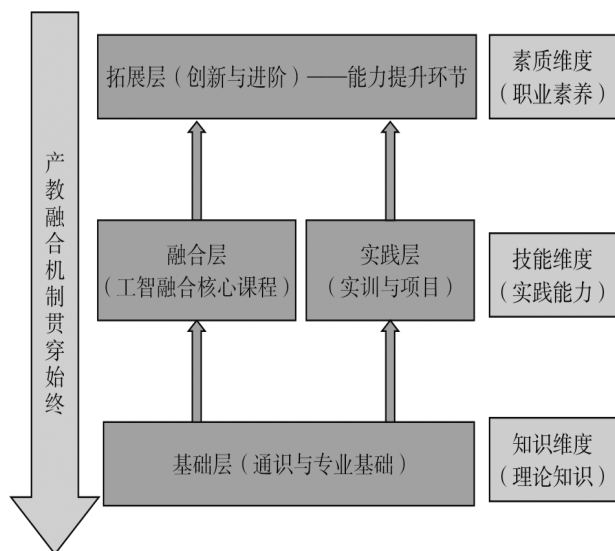 产教融合机制贯穿始终
拓展层（创新与进阶）——能力提升环节
素质维度
（职业素养）
融合层
（工智融合核心课程）
实践层
（实训与项目）
技能维度
（实践能力）
基础层（通识与专业基础）
知识维度
（理论知识）